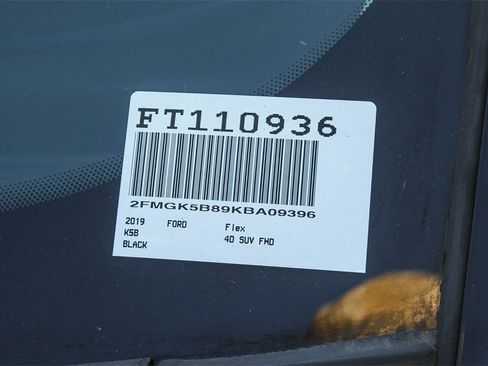 FT110936
2FMGK5B89KBA09396
2019 FORD Flex
K5B 4D SUV FWD
BLACK